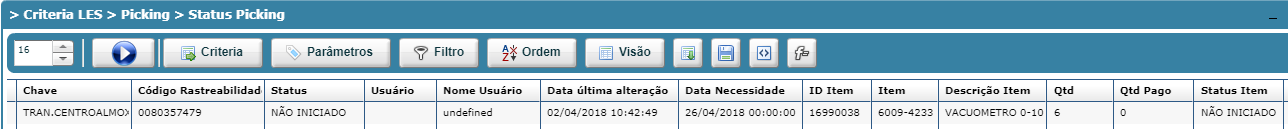 > Criteria LES > Picking > Status Picking
16 Criteria Parâmetros Filtro Ordem Visão
Chave Código Rastreabilidad Status Usuário Nome Usuário Data última alteração Data Necessidade ID Item Item Descrição Item Qtd Qtd Pago Status Item
TRAN.CENTROALMOX 0080357479 NÃO INICIADO undefined 02/04/2018 10:42:49 26/04/2018 00:00:00 16990038 6009-4233 VACUOMETRO 0-10 6 0 NÃO INICIADO